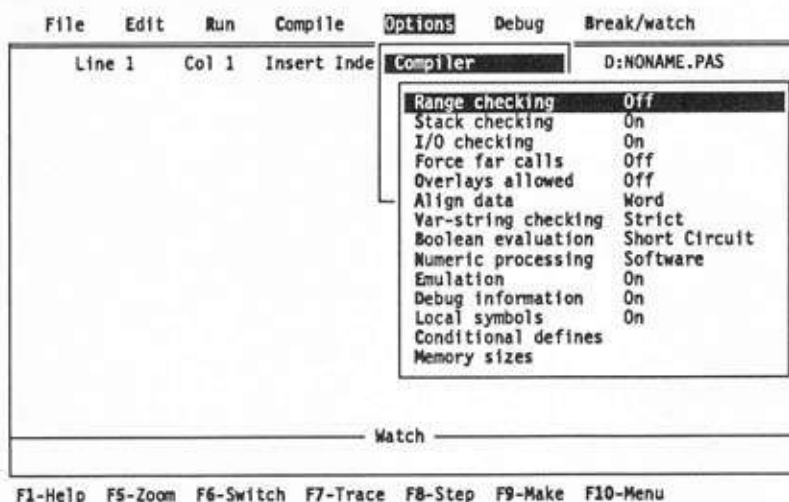 File Edit Run Compile Options Debug Break/watch
Line 1 Col 1 Insert Inde Compiler D:NONAME.PAS
Range checking Off
Stack checking On
I/O checking On
Force far calls Off
Overlays allowed Off
Align data Word
Var-string checking Strict
Boolean evaluation Short Circuit
Numeric processing Software
Emulation On
Debug information On
Local symbols On
Conditional defines
Memory sizes
Watch
F1-Help F5-Zoom F6-Switch F7-Trace F8-Step F9-Make F10-Menu